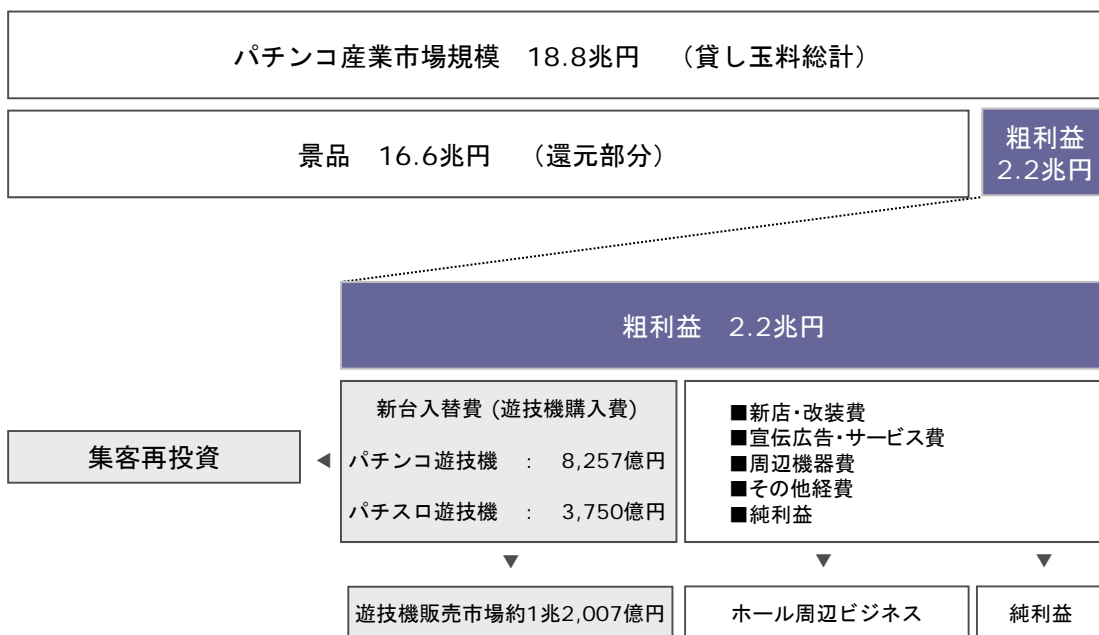 パチンコ産業市場規模　18.8兆円　（貸し玉料総計）
景品　16.6兆円　（還元部分）
粗利益
2.2兆円
粗利益　2.2兆円
新台入替費 (遊技機購入費)
パチンコ遊技機　：　8,257億円
パチスロ遊技機　：　3,750億円
■新店・改装費
■宣伝広告・サービス費
■周辺機器費
■その他経費
■純利益
集客再投資
遊技機販売市場約1兆2,007億円
ホール周辺ビジネス
純利益